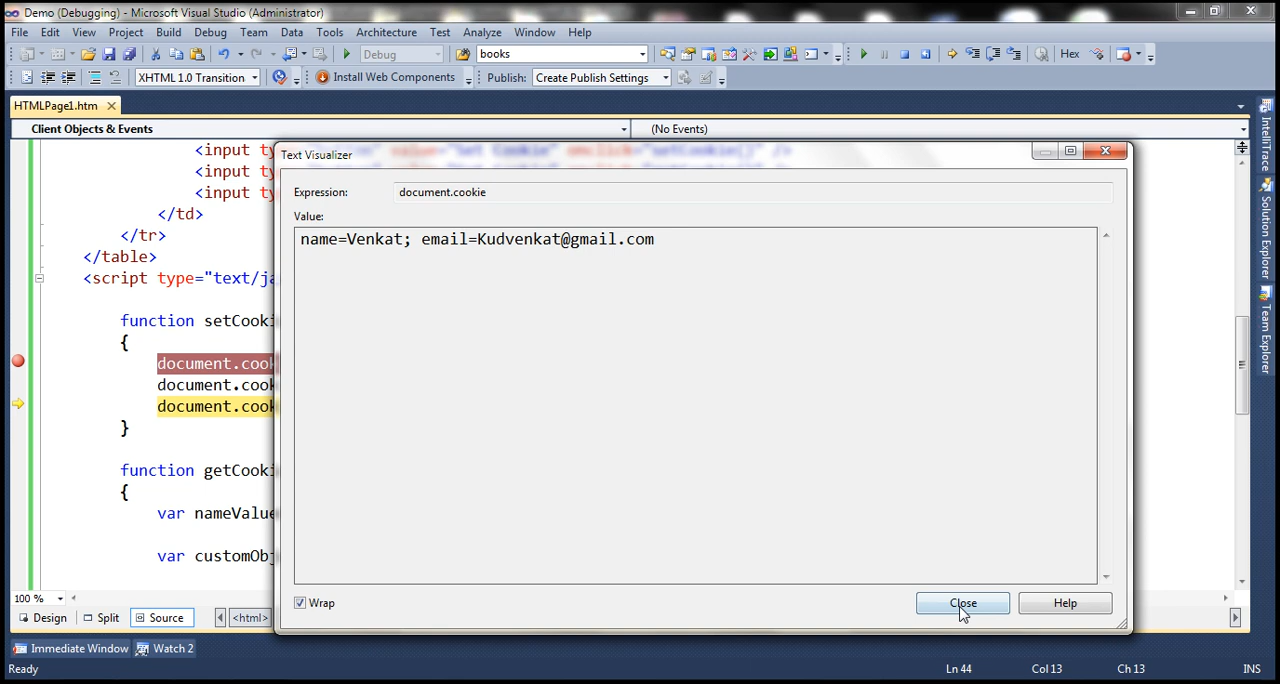 Demo (Debugging) - Microsoft Visual Studio (Administrator)
File Edit View Project Build Debug Team Data Tools Architecture Test Analyze Window Help
Debug books Hex
XHTML 1.0 Transition Install Web Components Publish: Create Publish Settings
HTMLPage1.htm
Client Objects & Events (No Events)
<input ty "Set Cookie" onclick="setCookie()" />
Text Visualizer
<input ty
<input ty
Expression: document.cookie
</td>
Value:
</tr>
name=Venkat; email=Kudvenkat@gmail.com
</table>
<script type="text/ja
function setCooki
{
document.cook
document.cook
document.cook
}
function getCooki
{
var nameValue
var customObj
100 %
Wrap Close Help
Design Split Source <html>
Immediate Window Watch 2
Ready Ln 44 Col 13 Ch 13 INS
IntelliTrace
Solution Explorer
Team Explorer